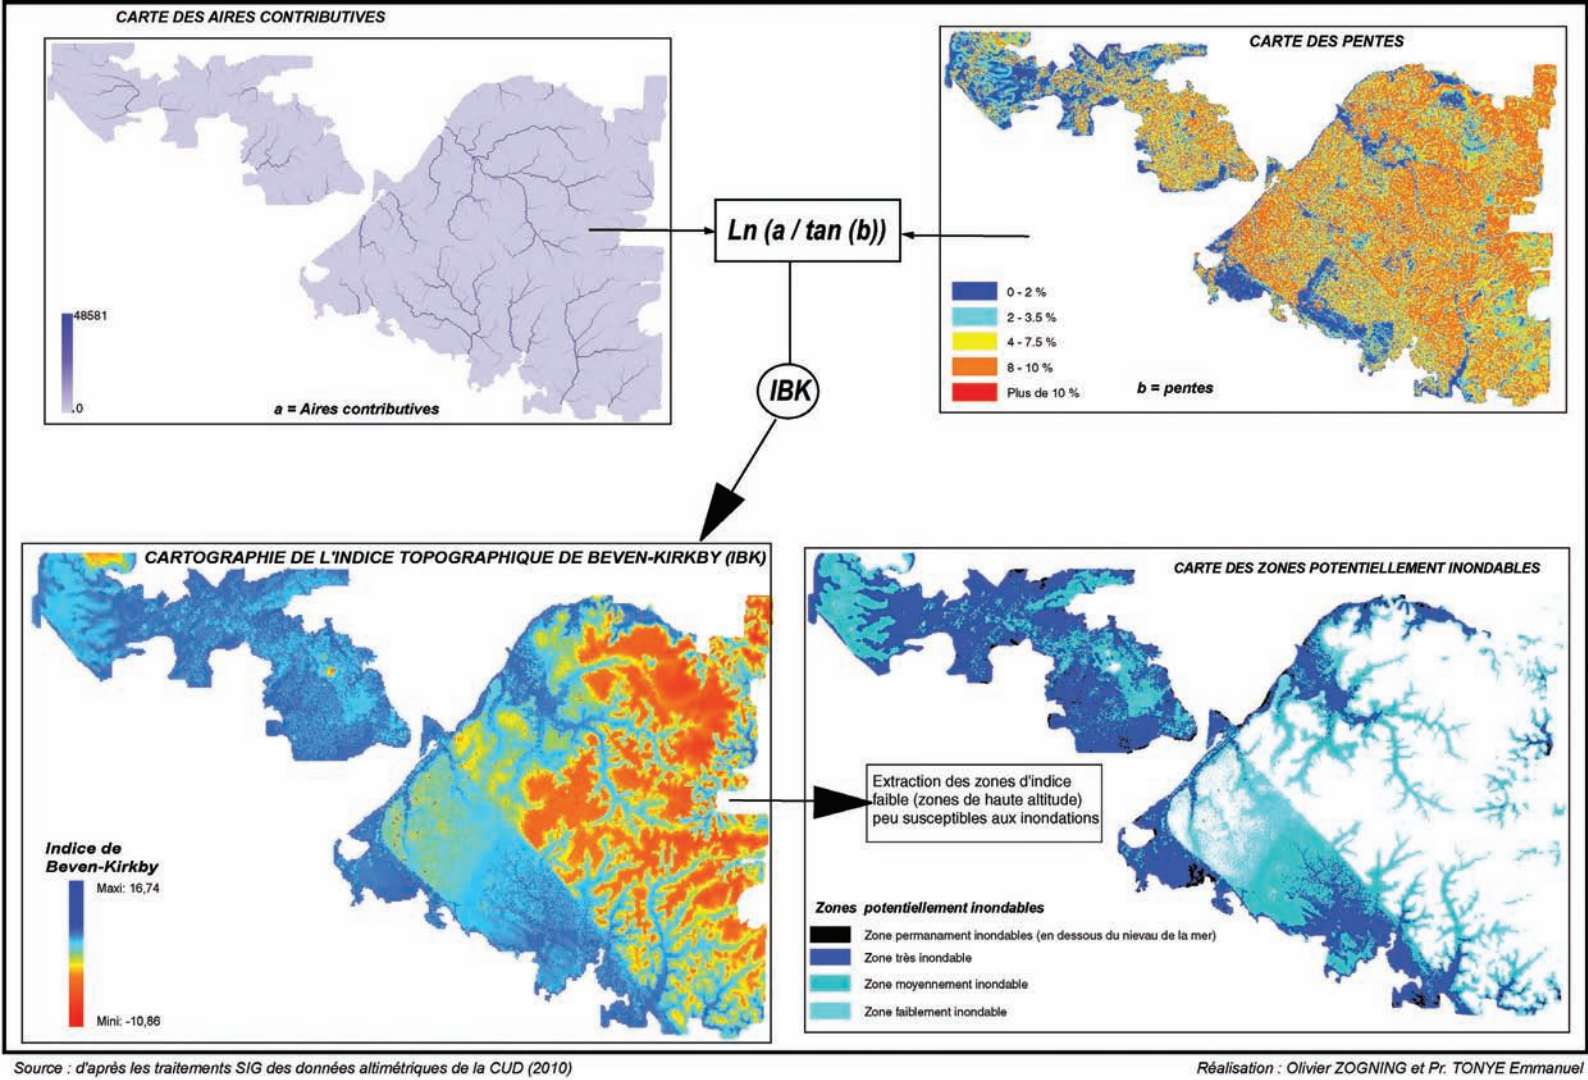 CARTE DES AIRES CONTRIBUTIVES
48581
.0
a = Aires contributives
Ln (a / tan (b))
IBK
CARTE DES PENTES
0 - 2 %
2 - 3.5 %
4 - 7.5 %
8 - 10 %
Plus de 10 %
b = pentes
CARTOGRAPHIE DE L'INDICE TOPOGRAPHIQUE DE BEVEN-KIRKBY (IBK)
Indice de
Beven-Kirkby
Maxi: 16,74
Mini: -10,86
Extraction des zones d'indice
faible (zones de haute altitude)
peu susceptibles aux inondations
CARTE DES ZONES POTENTIELLEMENT INONDABLES
Zones potentiellement inondables
Zone permanament inondables (en dessous du nievau de la mer)
Zone très inondable
Zone moyennement inondable
Zone faiblement inondable
Source : d'après les traitements SIG des données altimétriques de la CUD (2010)
Réalisation : Olivier ZOGNING et Pr. TONYE Emmanuel